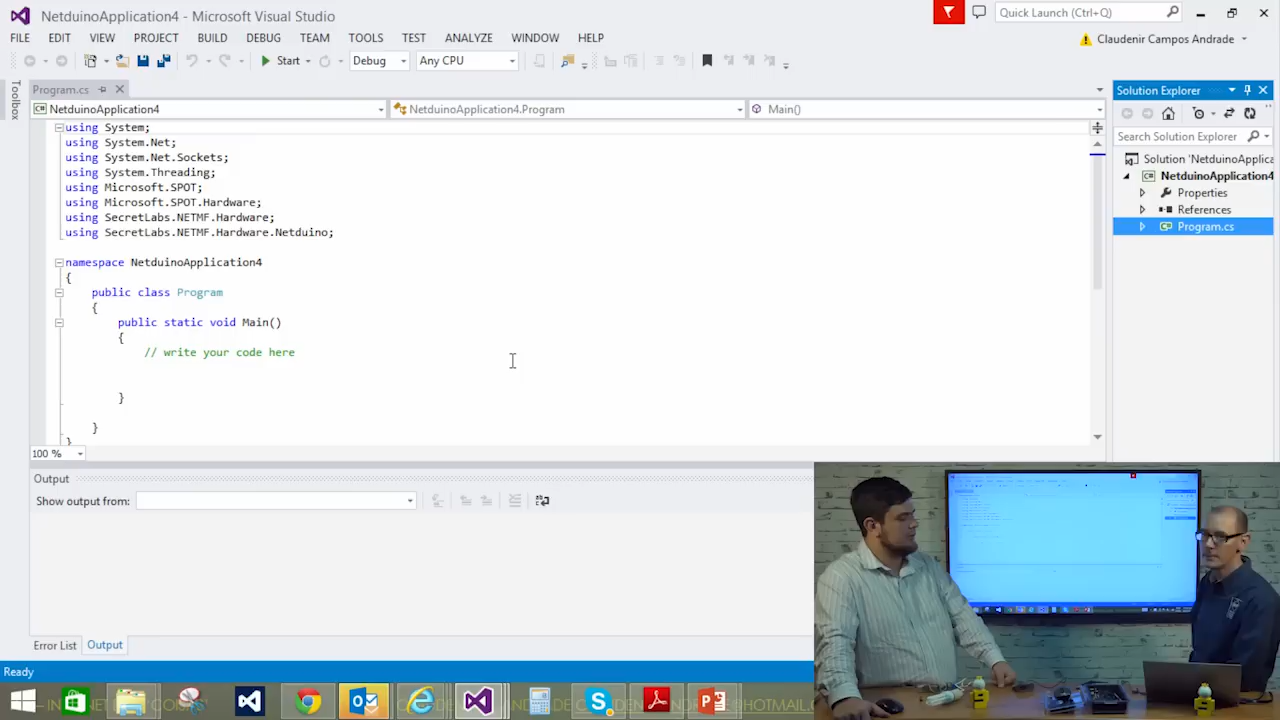 NetduinoApplication4 - Microsoft Visual Studio
Quick Launch (Ctrl+Q)
FILE EDIT VIEW PROJECT BUILD DEBUG TEAM TOOLS TEST ANALYZE WINDOW HELP
Claudenir Campos Andrade
Start Debug Any CPU
Toolbox
Program.cs
Solution Explorer
NetduinoApplication4 NetduinoApplication4.Program Main()
Search Solution Explorer
using System;
using System.Net;
using System.Net.Sockets;
using System.Threading;
using Microsoft.SPOT;
using Microsoft.SPOT.Hardware;
using SecretLabs.NETMF.Hardware;
using SecretLabs.NETMF.Hardware.Netduino;
namespace NetduinoApplication4
{
public class Program
{
public static void Main()
{
// write your code here
}
}
}
Solution 'NetduinoApplica
NetduinoApplication4
Properties
References
Program.cs
100 %
Output
Show output from:
Error List Output
Ready